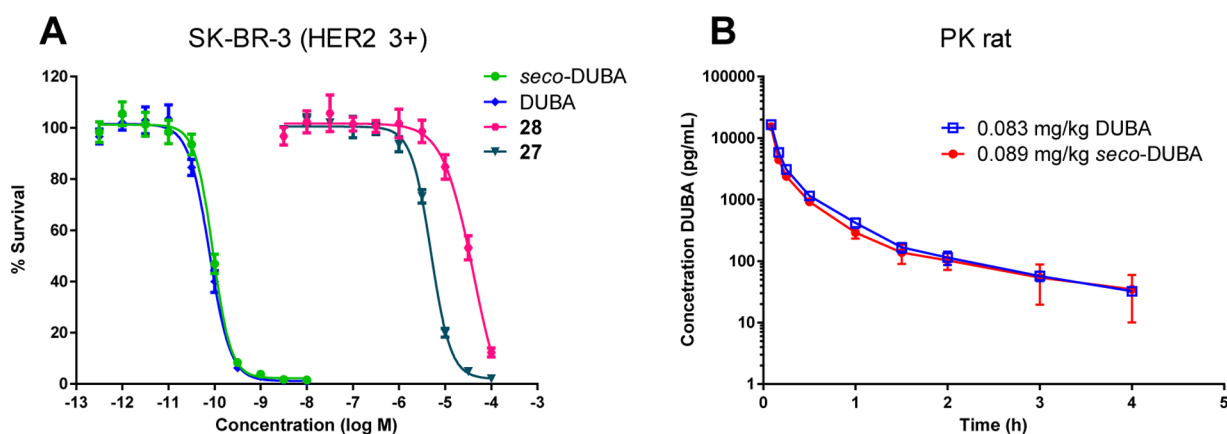 A
SK-BR-3 (HER2 3+)
120
100
80
60
40
20
0
% Survival
-13 -12 -11 -10 -9 -8 -7 -6 -5 -4 -3
Concentration (log M)
seco-DUBA
DUBA
28
27
B
PK rat
100000
10000
1000
100
10
1
Concetration DUBA (pg/mL)
0 1 2 3 4 5
Time (h)
0.083 mg/kg DUBA
0.089 mg/kg seco-DUBA